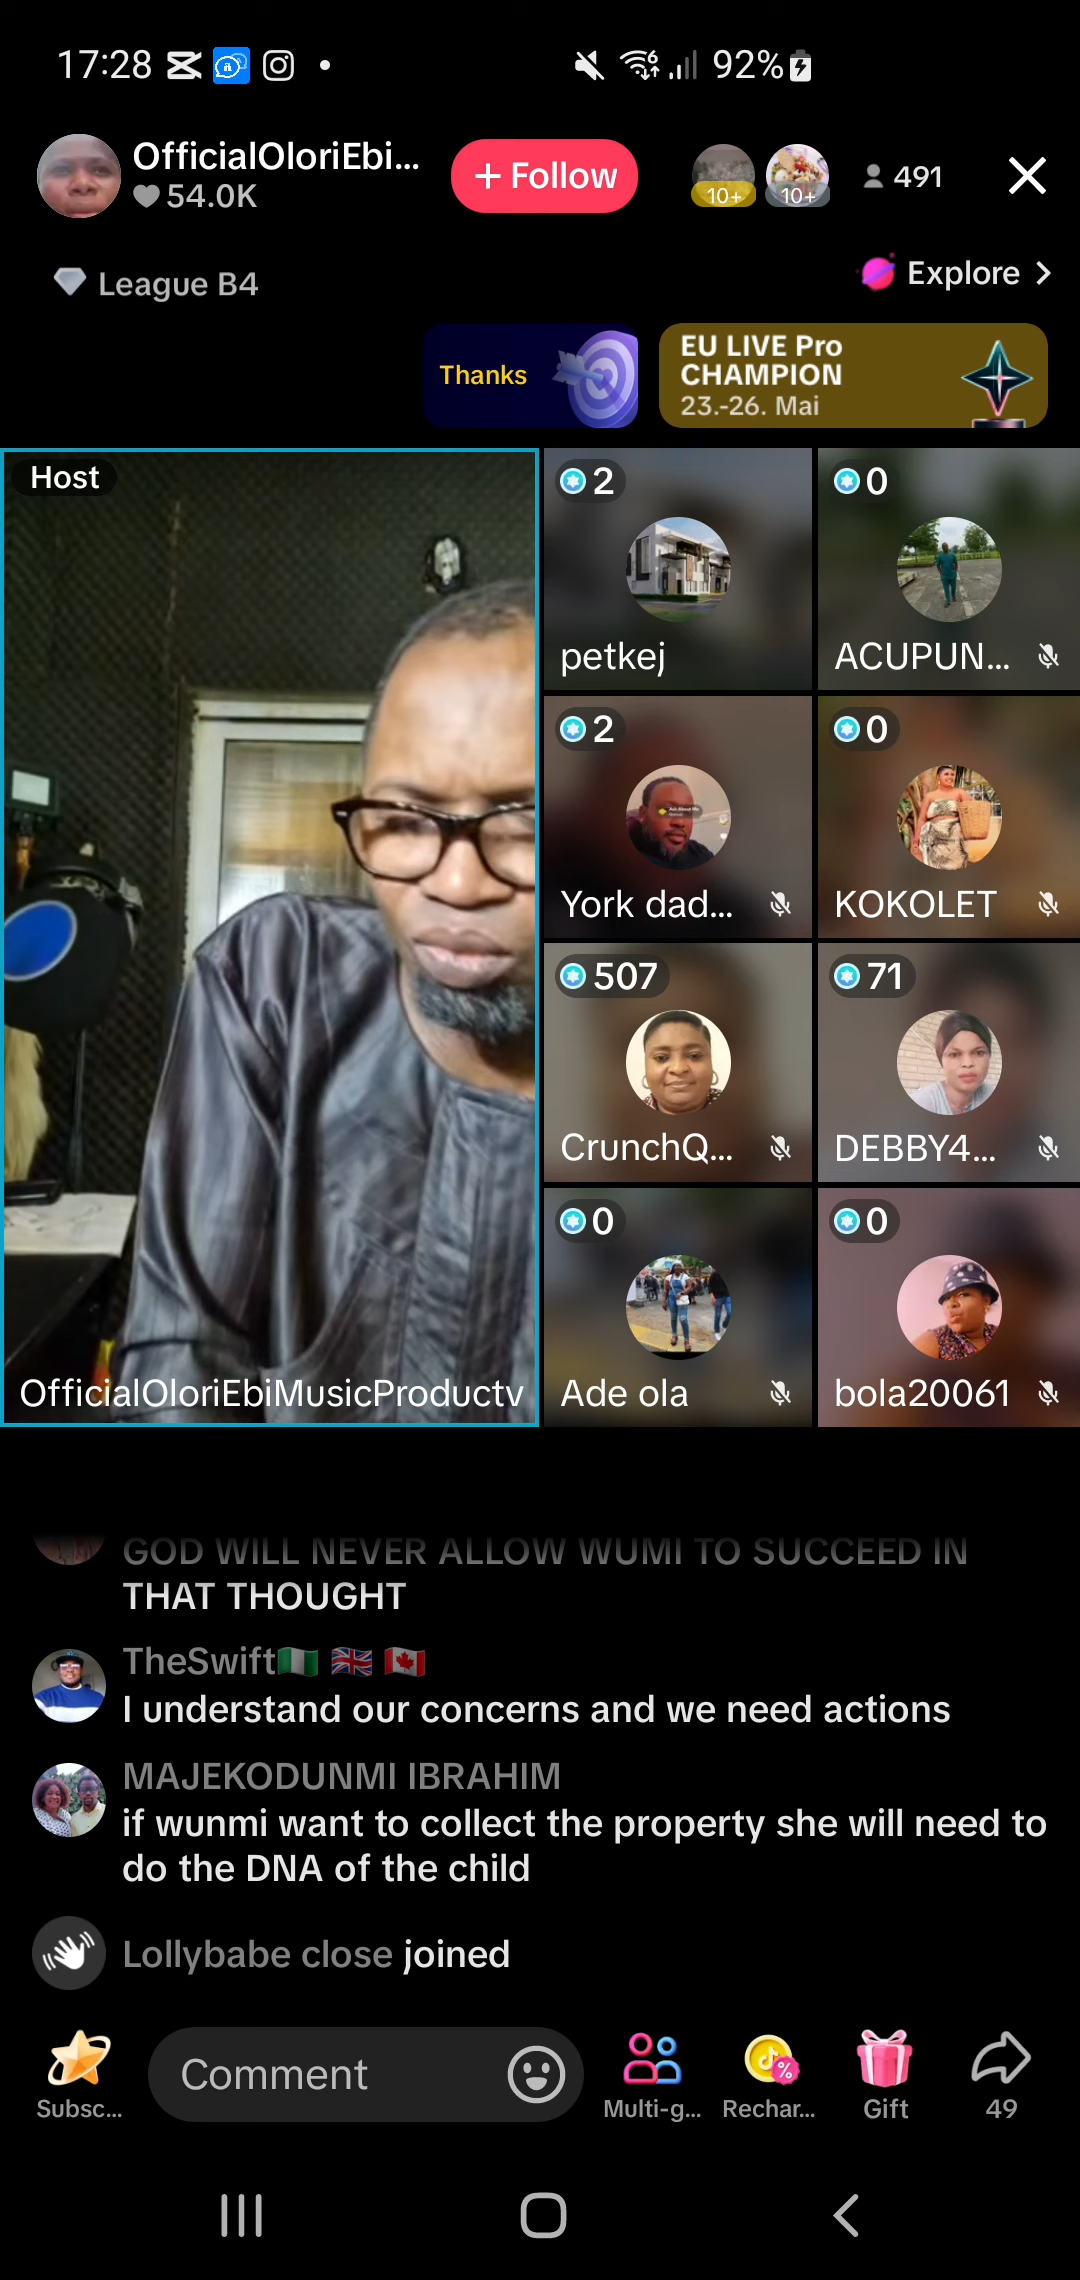 17:28
92%
OfficialOloriEbi...
54.0K
+ Follow
10+
10+
491
League B4
Explore
Thanks
EU LIVE Pro
CHAMPION
23.-26. Mai
Host
2
petkej
0
ACUPUN...
2
York dad...
0
KOKOLET
507
CrunchQ...
71
DEBBY4...
0
Ade ola
0
bola20061
OfficialOloriEbiMusicProductv
GOD WILL NEVER ALLOW WUMI TO SUCCEED IN
THAT THOUGHT
TheSwift🇳🇬 🇬🇧 🇨🇦
I understand our concerns and we need actions
MAJEKODUNMI IBRAHIM
if wunmi want to collect the property she will need to
do the DNA of the child
Lollybabe close joined
Subsc...
Comment
Multi-g...
Rechar...
Gift
49